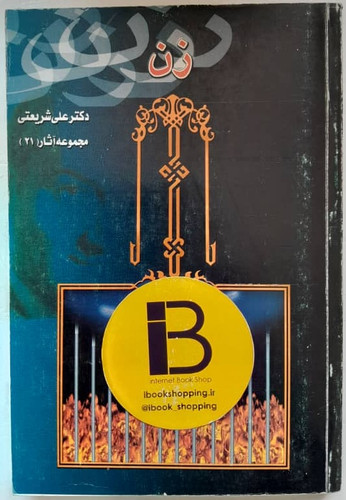 زن
دکتر علی شریعتی
مجموعه آثار (۲۱)
iB
internet Book Shop
ibookshopping.ir
@ibook_shopping